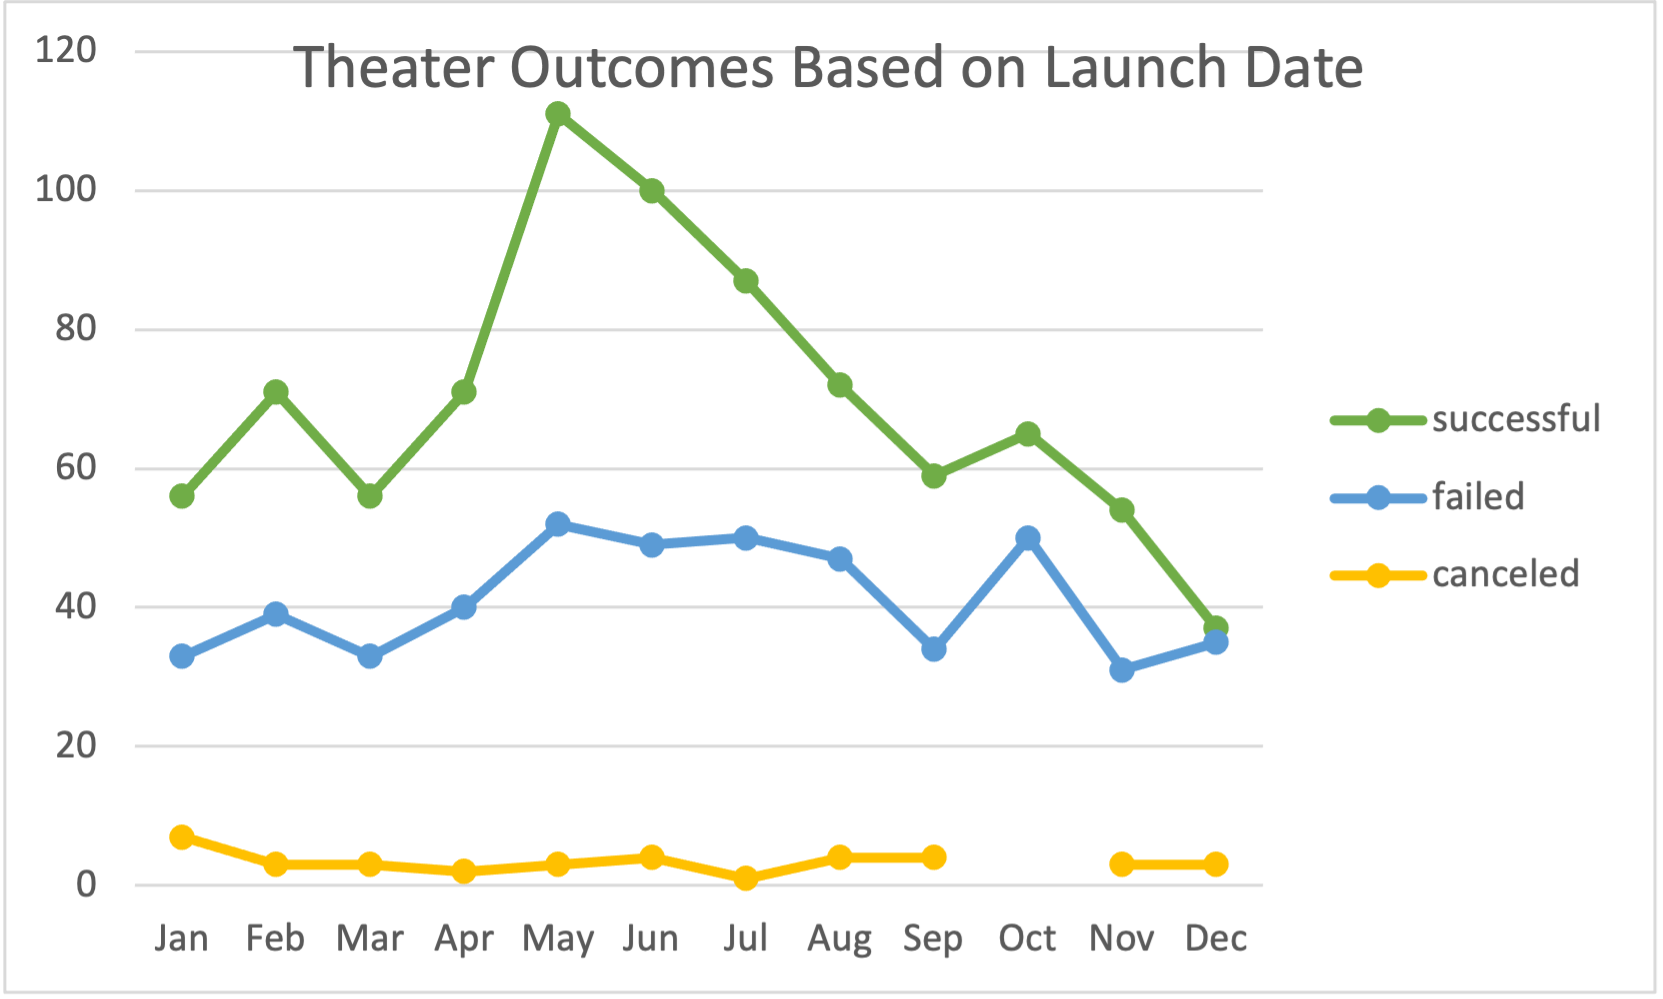 Theater Outcomes Based on Launch Date
120
100
80
60
40
20
0
Jan Feb Mar Apr May Jun Jul Aug Sep Oct Nov Dec
successful
failed
canceled